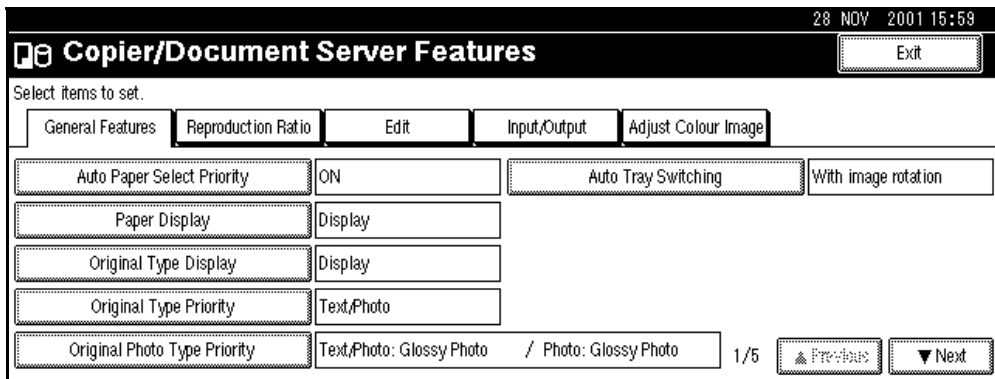 28 NOV 2001 15:59
Copier/Document Server Features
Exit
Select items to set.
General Features Reproduction Ratio Edit Input/Output Adjust Colour Image
Auto Paper Select Priority ON Auto Tray Switching With image rotation
Paper Display Display
Original Type Display Display
Original Type Priority Text/Photo
Original Photo Type Priority Text/Photo: Glossy Photo / Photo: Glossy Photo 1/5 ▲Previous ▼Next